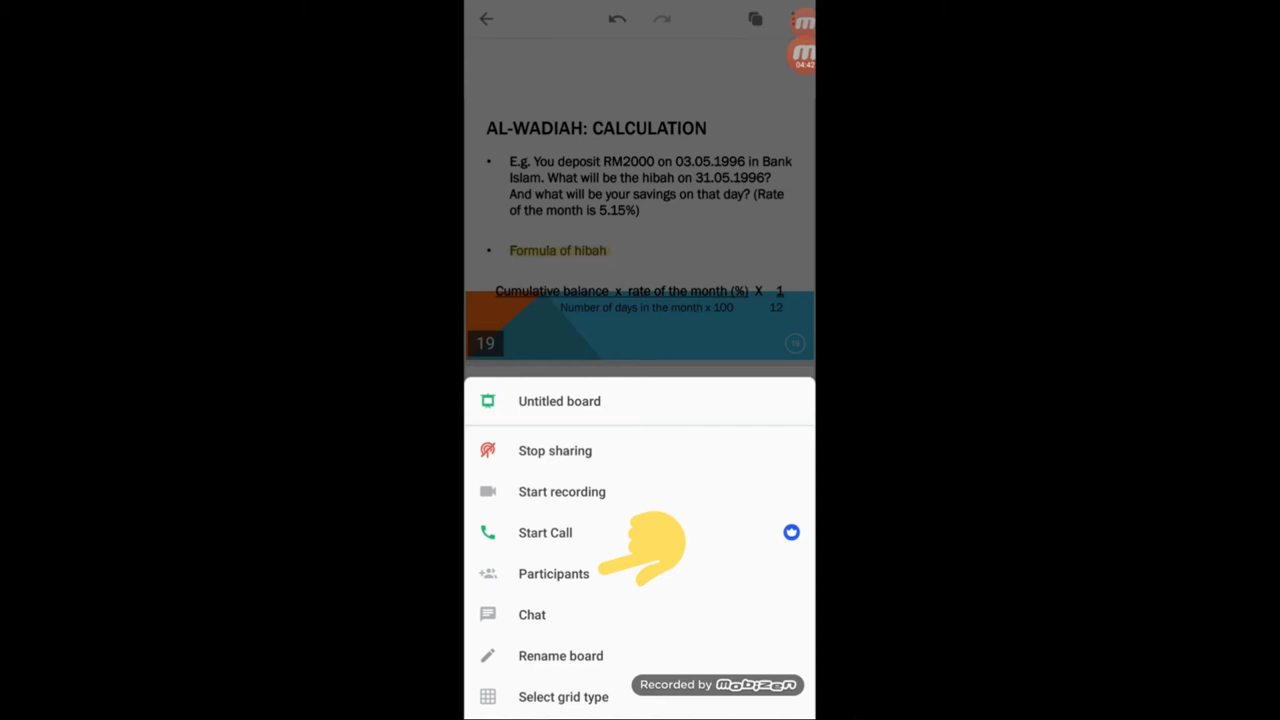 04:42
AL-WADIAH: CALCULATION
• E.g. You deposit RM2000 on 03.05.1996 in Bank
Islam. What will be the hibah on 31.05.1996?
And what will be your savings on that day? (Rate
of the month is 5.15%)
• Formula of hibah
Cumulative balance x rate of the month (%) X 1
Number of days in the month x 100 12
19
19
Untitled board
Stop sharing
Start recording
Start Call
Participants
Chat
Rename board
Recorded by mobizen
Select grid type